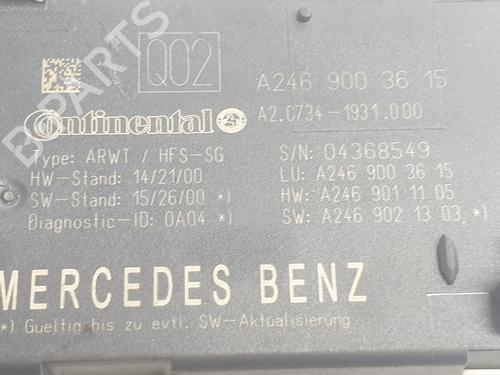 Q02
A246 900 36 15
Continental
A2.C734-1931.000
Type: ARWT / HFS-SG
S/N: 04368549
HW-Stand: 14/21/00
LU: A246 900 36 15
SW-Stand: 15/26/00 *)
HW: A246 901 11 05
Diagnostic-ID: 0A04 *)
SW: A246 902 13 03,*)
MERCEDES BENZ
*) Gueltig bis zu evtl. SW-Aktualisierung
B-PARTS